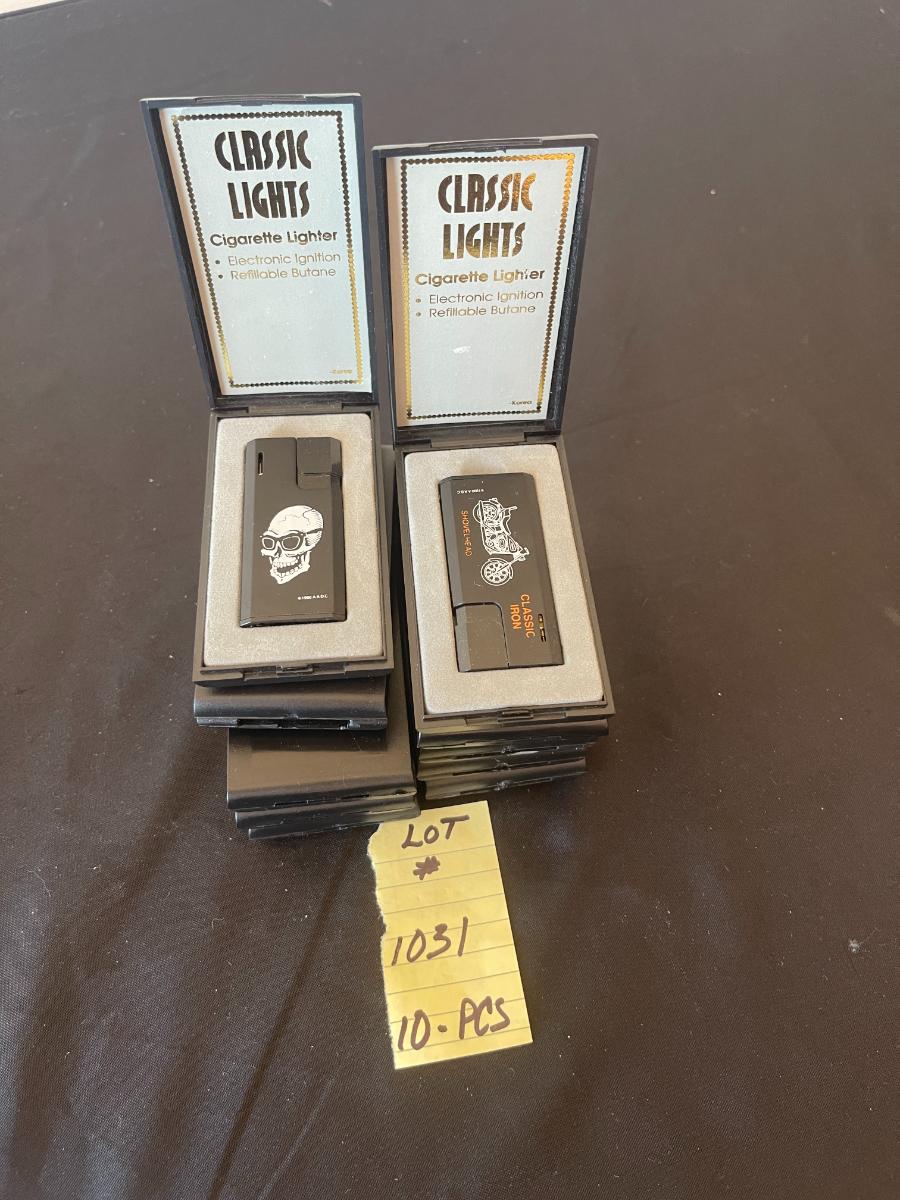 CLASSIC
LIGHTS
Cigarette Lighter
• Electronic Ignition
• Refillable Butane
-Korea
CLASSIC
LIGHTS
Cigarette Lighter
• Electronic Ignition
• Refillable Butane
-Korea
SHOVELHEAD
CLASSIC
IRON
LOT
#
1031
10-PCS